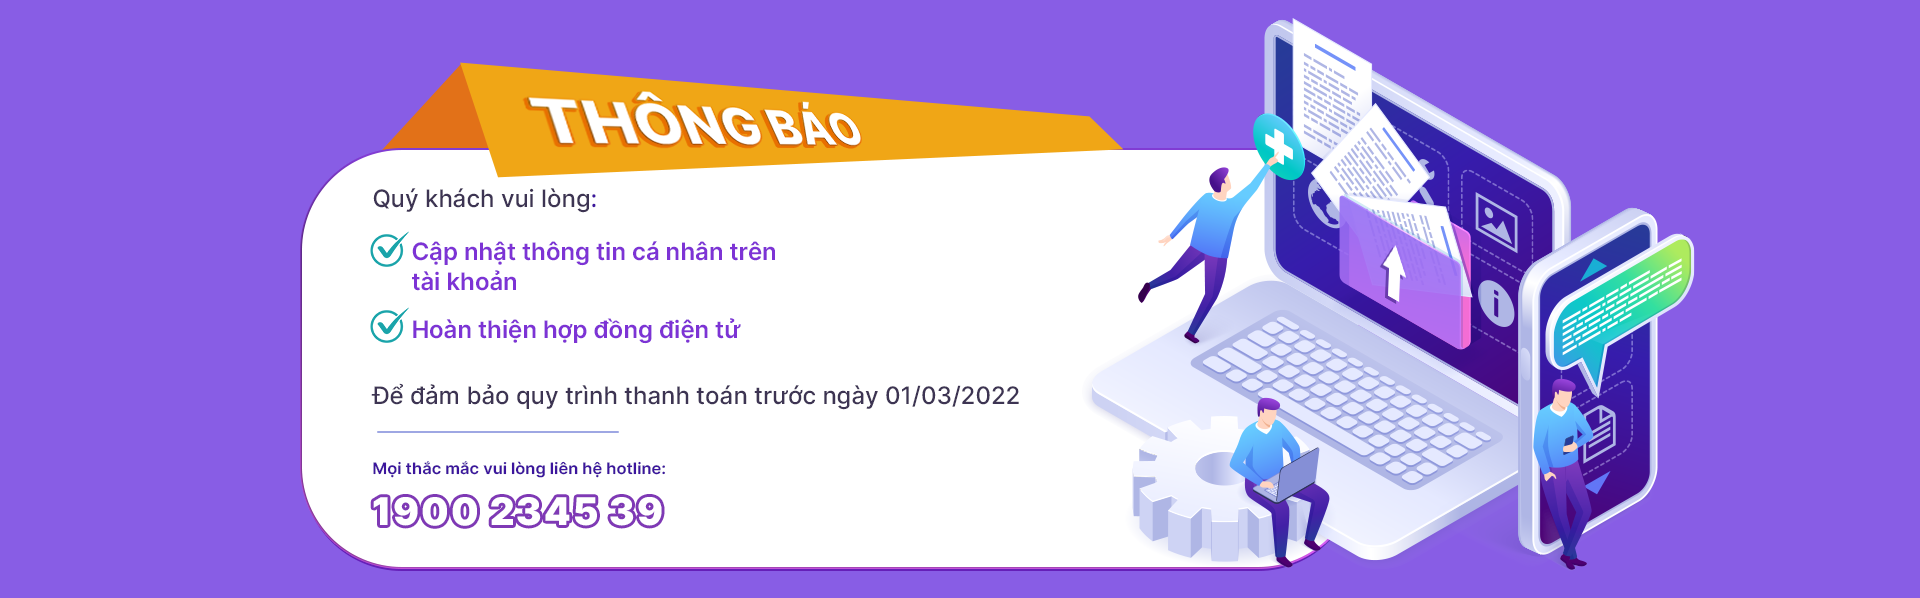 THÔNG BÁO
Quý khách vui lòng:
Cập nhật thông tin cá nhân trên
tài khoản
Hoàn thiện hợp đồng điện tử
Để đảm bảo quy trình thanh toán trước ngày 01/03/2022
Mọi thắc mắc vui lòng liên hệ hotline:
1900 2345 39